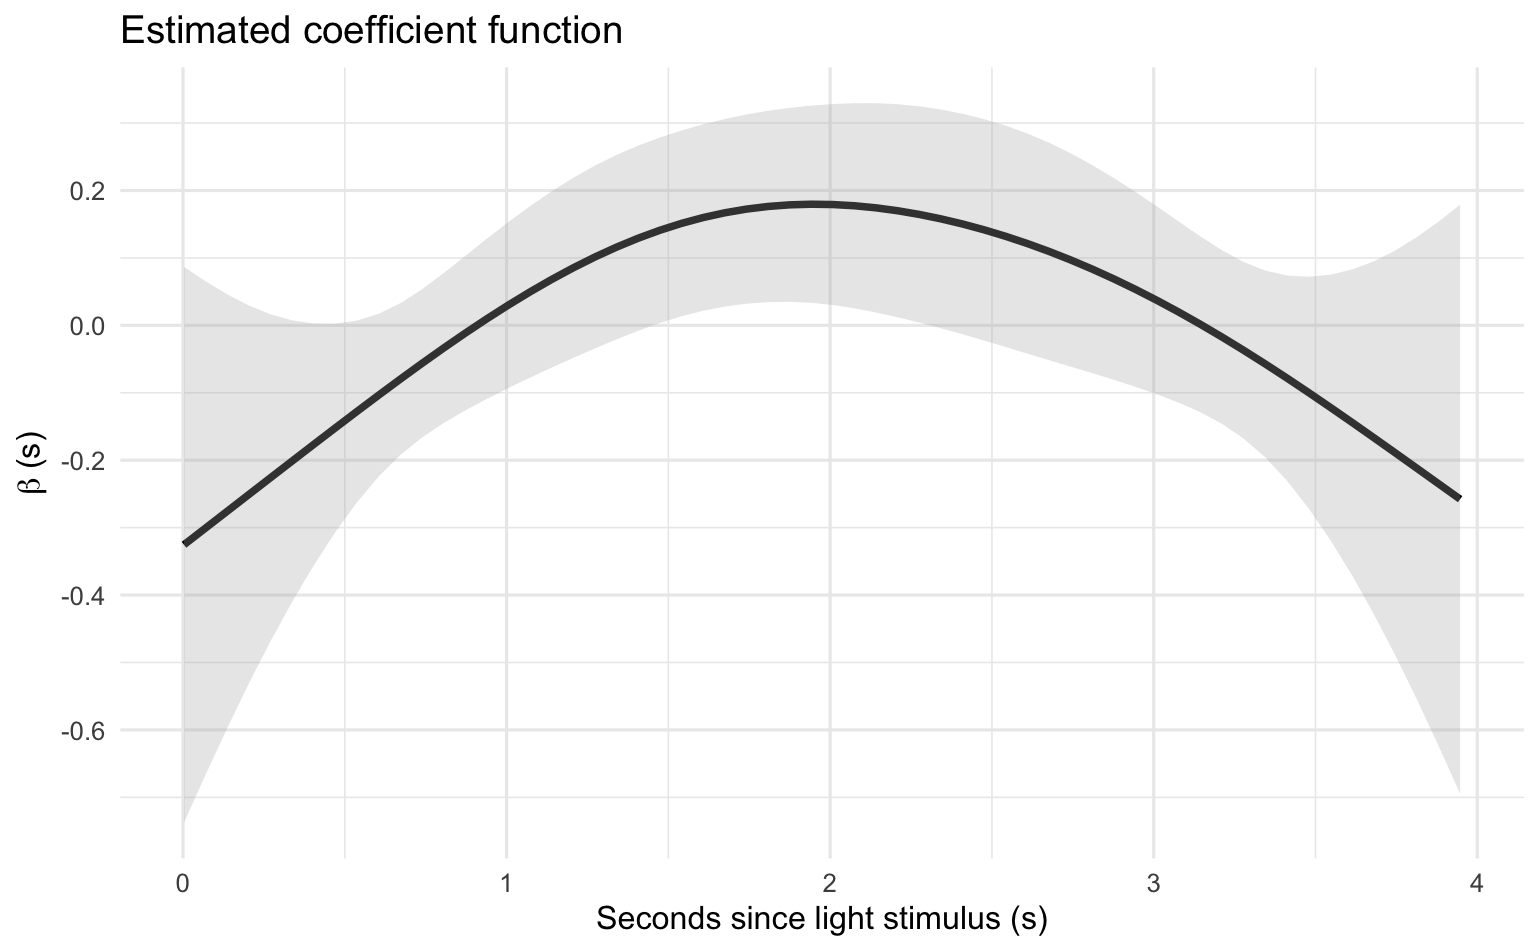 Estimated coefficient function
β (s)
0.2
0.0
-0.2
-0.4
-0.6
0 1 2 3 4
Seconds since light stimulus (s)